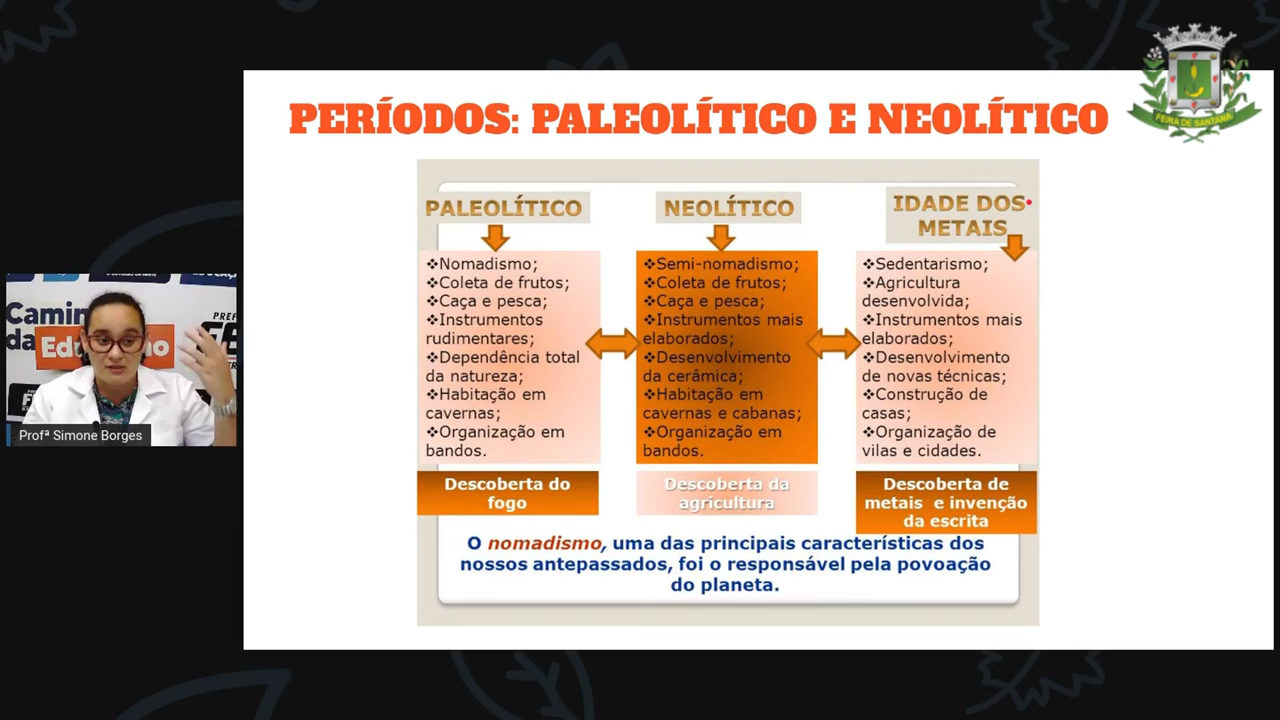 PERÍODOS: PALEOLÍTICO E NEOLÍTICO
FEIRA DE SANTANA
PALEOLÍTICO
❖Nomadismo;
❖Coleta de frutos;
❖Caça e pesca;
❖Instrumentos
rudimentares;
❖Dependência total
da natureza;
❖Habitação em
cavernas;
❖Organização em
bandos.
Descoberta do
fogo
NEOLÍTICO
❖Semi-nomadismo;
❖Coleta de frutos;
❖Caça e pesca;
❖Instrumentos mais
elaborados;
❖Desenvolvimento
da cerâmica;
❖Habitação em
cavernas e cabanas;
❖Organização em
bandos.
Descoberta da
agricultura
IDADE DOS
METAIS
❖Sedentarismo;
❖Agricultura
desenvolvida;
❖Instrumentos mais
elaborados;
❖Desenvolvimento
de novas técnicas;
❖Construção de
casas;
❖Organização de
vilas e cidades.
Descoberta de
metais e invenção
da escrita
O nomadismo, uma das principais características dos
nossos antepassados, foi o responsável pela povoação
do planeta.
Profª Simone Borges